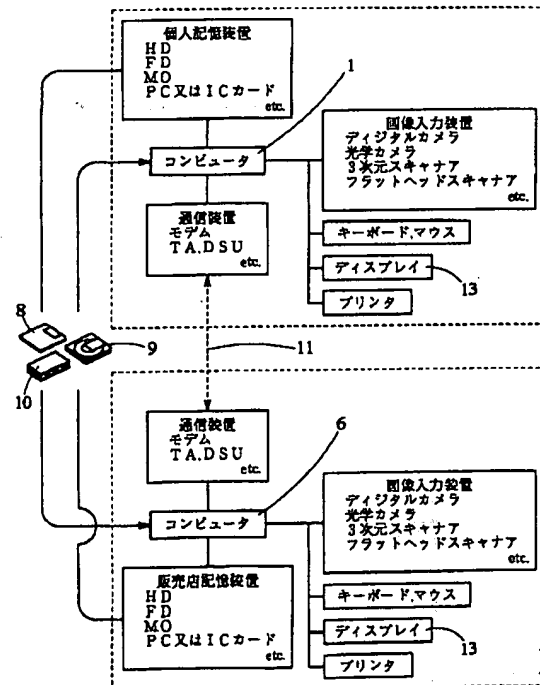 個人記憶装置
HD
FD
MO
PC又はICカード
etc.
1
コンピュータ
画像入力装置
ディジタルカメラ
光学カメラ
3次元スキャナア
フラットヘッドスキャナア
etc.
通信装置
モデム
TA,DSU
etc.
キーボード,マウス
ディスプレイ
13
プリンタ
8
9
10
11
通信装置
モデム
TA,DSU
etc.
6
コンピュータ
画像入力装置
ディジタルカメラ
光学カメラ
3次元スキャナア
フラットヘッドスキャナア
etc.
販売店記憶装置
HD
FD
MO
PC又はICカード
etc.
キーボード,マウス
ディスプレイ
13
プリンタ